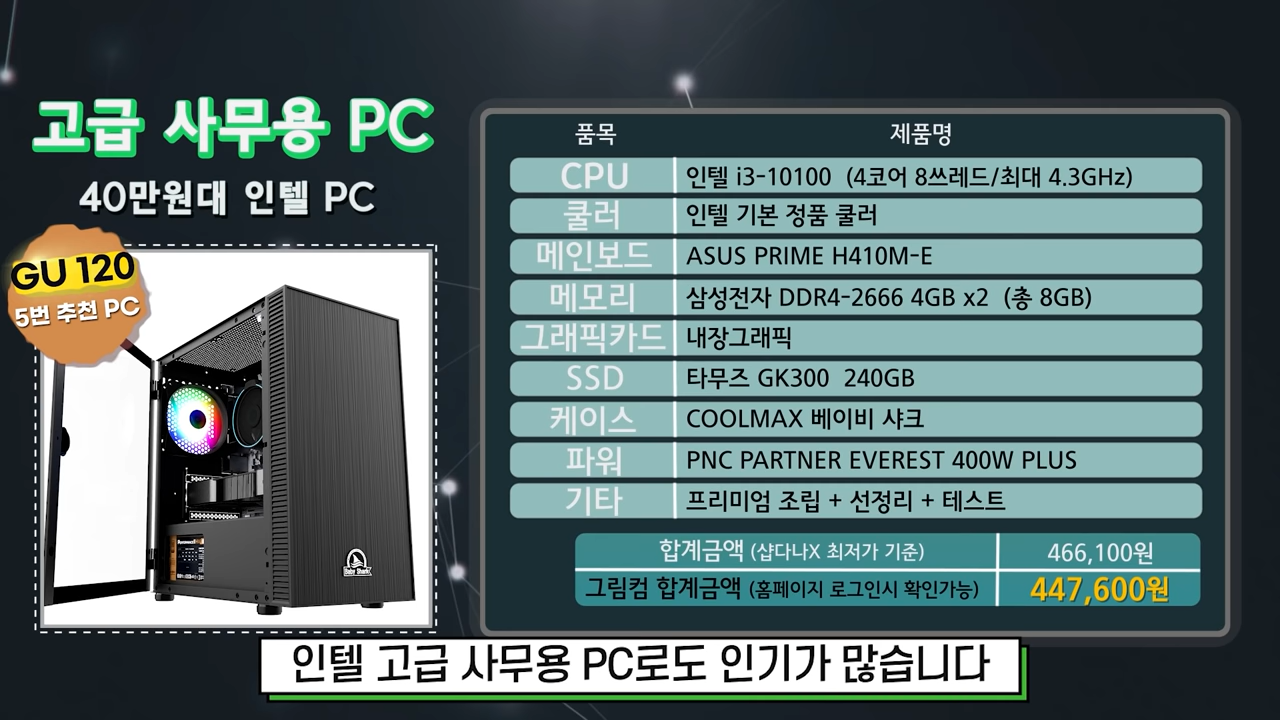 고급 사무용 PC
40만원대 인텔 PC
GU 120
5번 추천 PC
Baby Shark
품목 제품명
CPU 인텔 i3-10100 (4코어 8쓰레드/최대 4.3GHz)
쿨러 인텔 기본 정품 쿨러
메인보드 ASUS PRIME H410M-E
메모리 삼성전자 DDR4-2666 4GB x2 (총 8GB)
그래픽카드 내장그래픽
SSD 타무즈 GK300 240GB
케이스 COOLMAX 베이비 샤크
파워 PNC PARTNER EVEREST 400W PLUS
기타 프리미엄 조립 + 선정리 + 테스트
합계금액 (샵다나X 최저가 기준) 466,100원
그림컴 합계금액 (홈페이지 로그인시 확인가능) 447,600원
인텔 고급 사무용 PC로도 인기가 많습니다